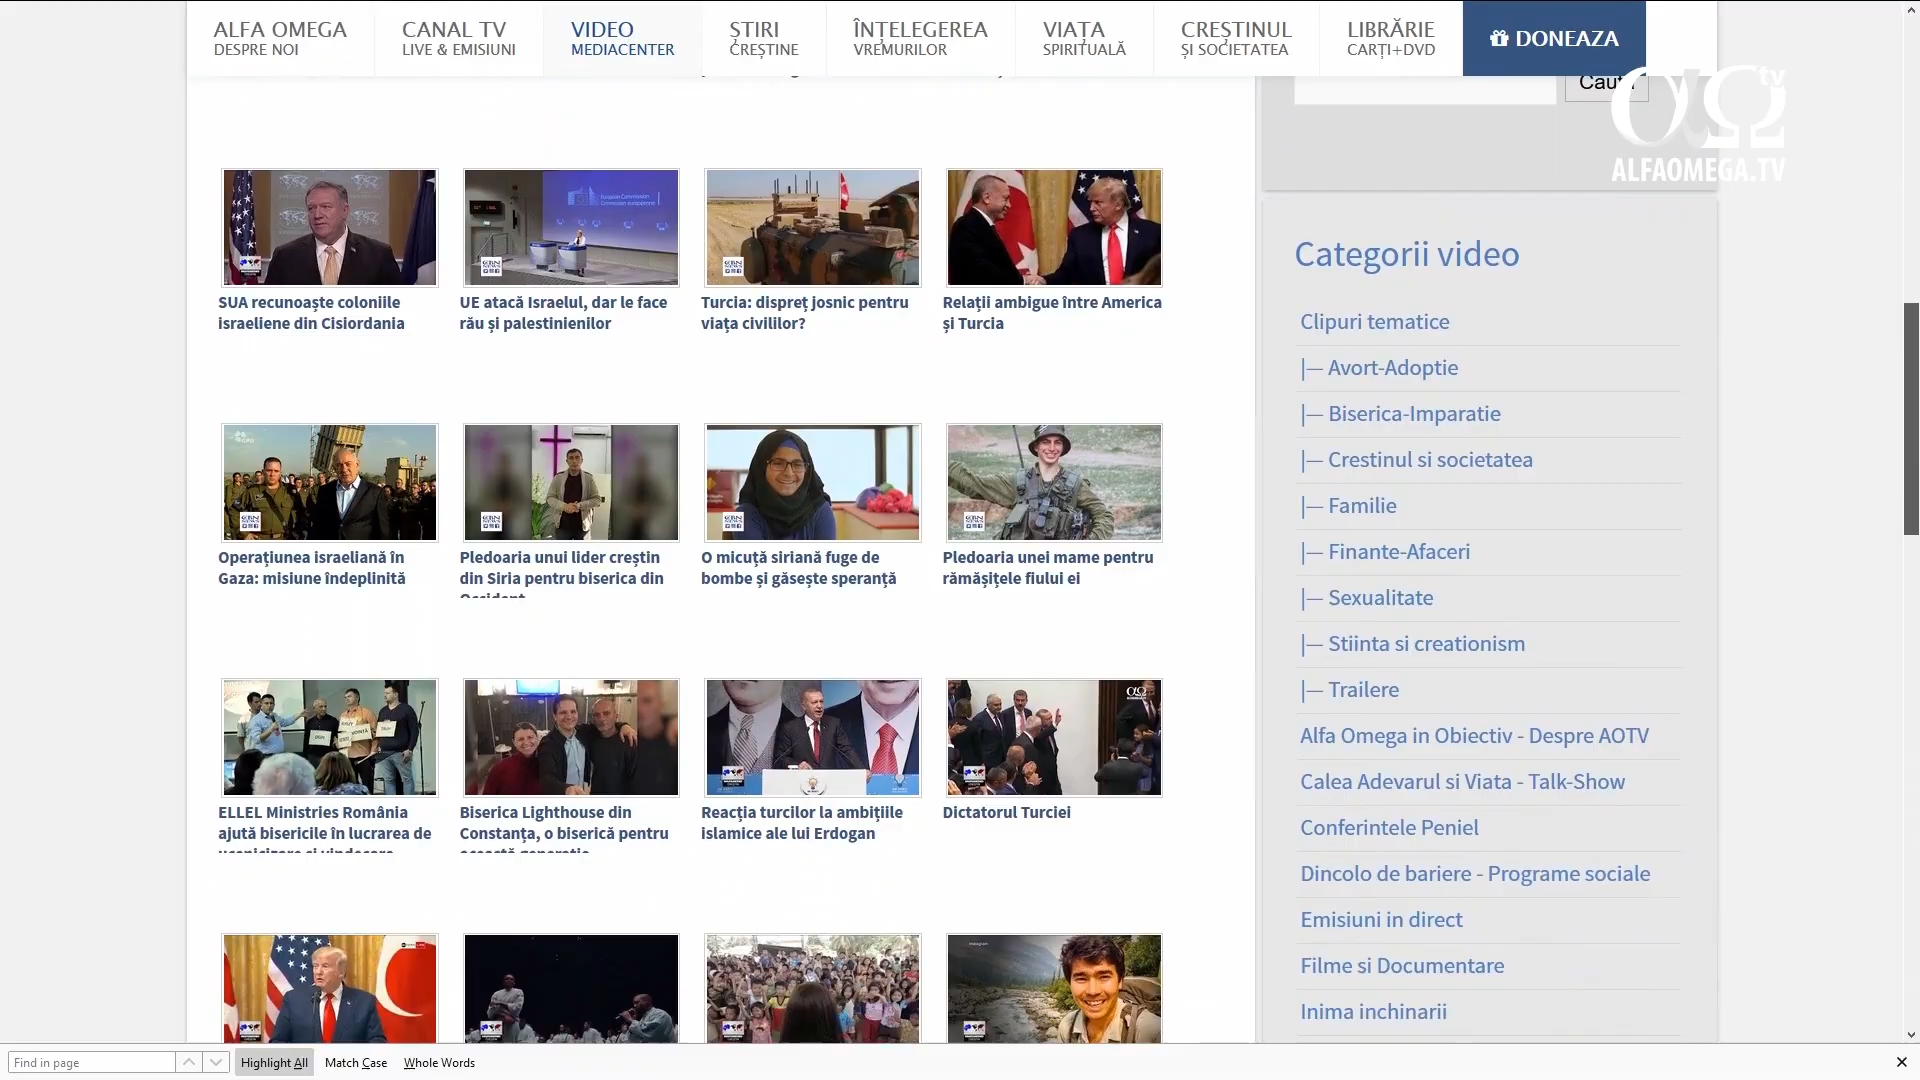 ALFA OMEGA
DESPRE NOI
CANAL TV
LIVE & EMISIUNI
VIDEO
MEDIACENTER
ȘTIRI
CREȘTINE
ÎNȚELEGEREA
VREMURILOR
VIAȚA
SPIRITUALĂ
CREȘTINUL
ȘI SOCIETATEA
LIBRĂRIE
CARȚI+DVD
DONEAZA
tv
αΩ
ALFAOMEGA.TV
SUA recunoaște coloniile
israeliene din Cisiordania
UE atacă Israelul, dar le face
rău și palestinienilor
Turcia: dispreț josnic pentru
viața civililor?
Relații ambigue între America
și Turcia
Operațiunea israeliană în
Gaza: misiune îndeplinită
Pledoaria unui lider creștin
din Siria pentru biserica din
Occident
O micuță siriană fuge de
bombe și găsește speranță
Pledoaria unei mame pentru
rămășițele fiului ei
ELLEL Ministries România
ajută bisericile în lucrarea de
Biserica Lighthouse din
Constanța, o biserică pentru
Reacția turcilor la ambițiile
islamice ale lui Erdogan
Dictatorul Turciei
Categorii video
Clipuri tematice
|— Avort-Adoptie
|— Biserica-Imparatie
|— Crestinul si societatea
|— Familie
|— Finante-Afaceri
|— Sexualitate
|— Stiinta si creationism
|— Trailere
Alfa Omega in Obiectiv - Despre AOTV
Calea Adevarul si Viata - Talk-Show
Conferintele Peniel
Dincolo de bariere - Programe sociale
Emisiuni in direct
Filme si Documentare
Inima inchinarii
Find in page
Highlight All
Match Case
Whole Words